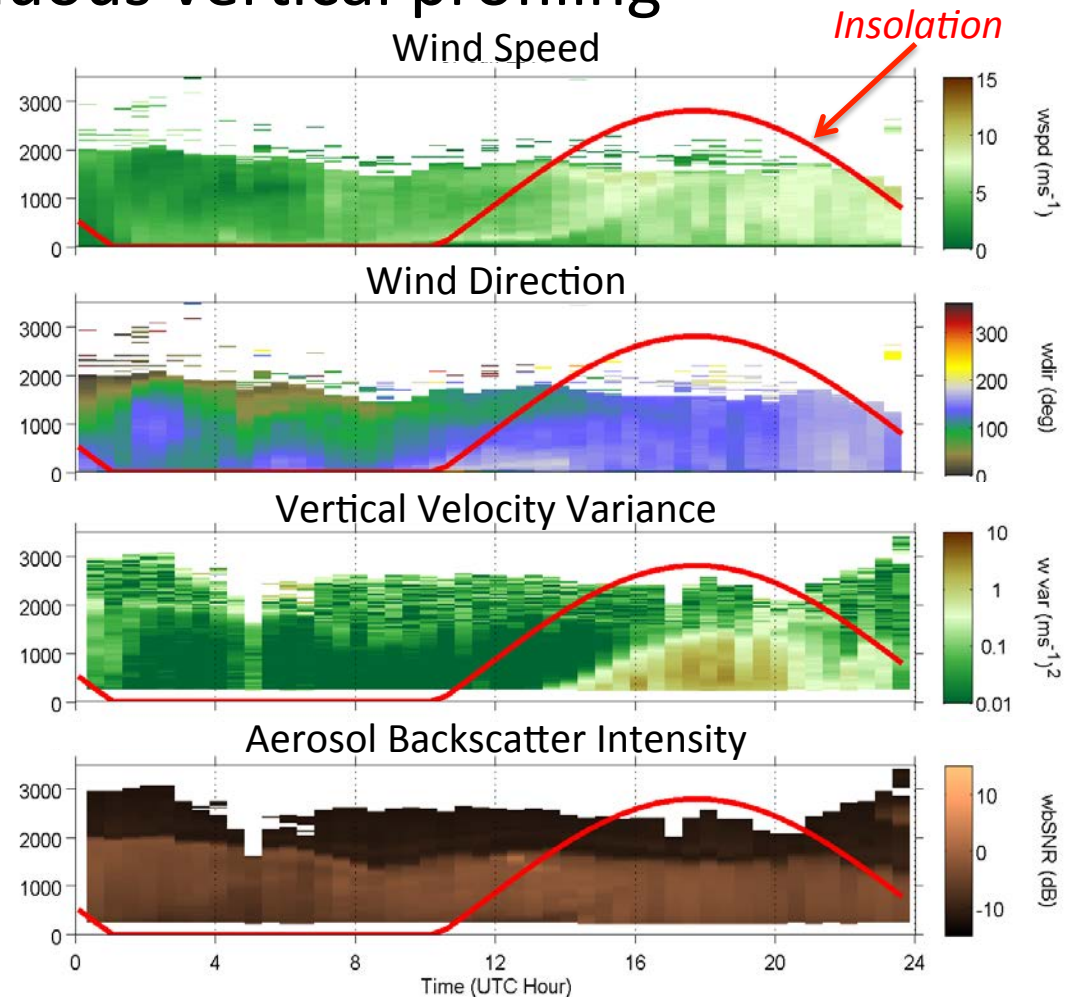 vertical profiling
Insolation
Wind Speed
3000
2000
1000
0
15
10
5
0
wspd (ms-1)
Wind Direction
3000
2000
1000
0
300
200
100
0
wdir (deg)
Vertical Velocity Variance
3000
2000
1000
0
10
1
0.1
0.01
w var (ms-1)2
Aerosol Backscatter Intensity
3000
2000
1000
0
10
0
-10
wbSNR (dB)
0 4 8 12 16 20 24
Time (UTC Hour)